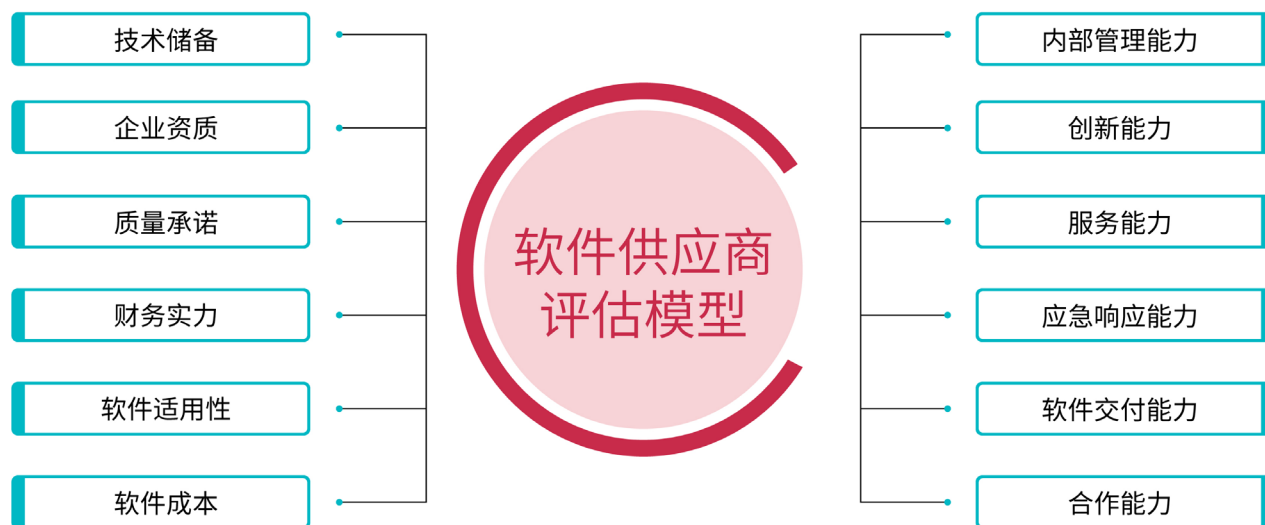 技术储备
企业资质
质量承诺
财务实力
软件适用性
软件成本
软件供应商
评估模型
内部管理能力
创新能力
服务能力
应急响应能力
软件交付能力
合作能力